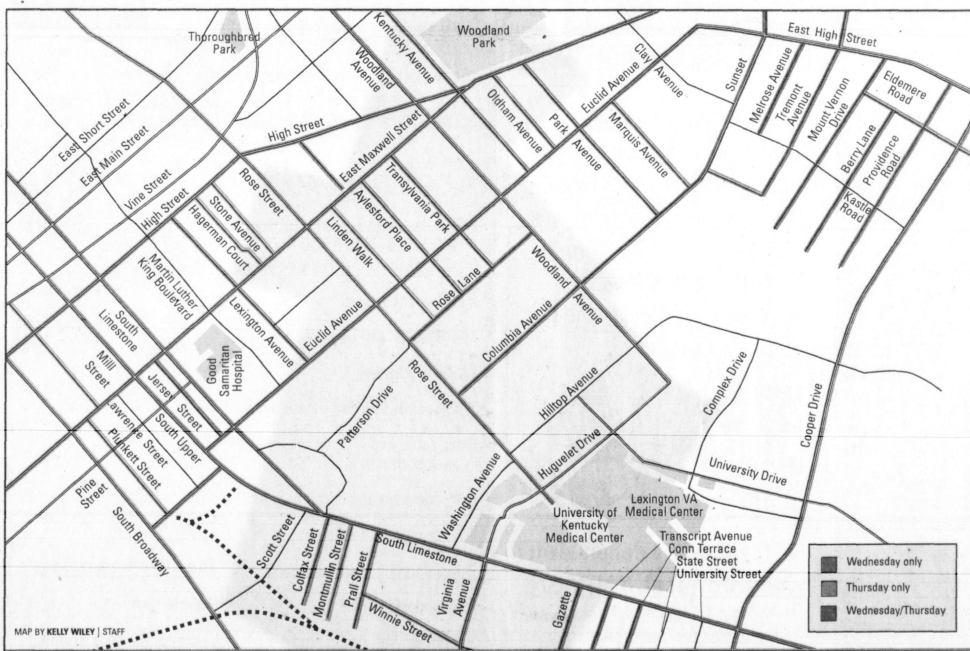 Thoroughbred
Park
Kentucky Avenue
Woodland
Avenue
Woodland
Park
East High Street
Clay
Avenue
Euclid Avenue
Sunset
Melrose Avenue
Tremont
Avenue
Mount Vernon
Drive
Eldemere
Road
Berry Lane
Providence
Road
Kastle
Road
East Short Street
East Main Street
Vine Street
High Street
High Street
East Maxwell Street
Oldham Avenue
Park
Avenue
Marquis Avenue
Rose Street
Stone Avenue
Hagerman Court
Transylvania Park
Aylesford Place
Linden Walk
Martin Luther
King Boulevard
Lexington Avenue
Euclid Avenue
Rose Lane
Woodland
Avenue
Columbia Avenue
South
Limestone
Milll
Street
Jersey Street
Good
Samaritan
Hospital
South Upper
Lawrence Street
Plunkett Street
Pine
Street
South Broadway
Patterson Drive
Rose Street
Hilltop Avenue
Huguelet Drive
Washington Avenue
Complex Drive
Cooper Drive
University Drive
University of
Kentucky
Medical Center
Lexington VA
Medical Center
Transcript Avenue
Conn Terrace
State Street
University Street
Scott Street
Colfax Street
Montmullin Street
Prall Street
South Limestone
Winnie Street
Virginia
Avenue
Gazette
Wednesday only
Thursday only
Wednesday/Thursday
MAP BY KELLY WILEY | STAFF